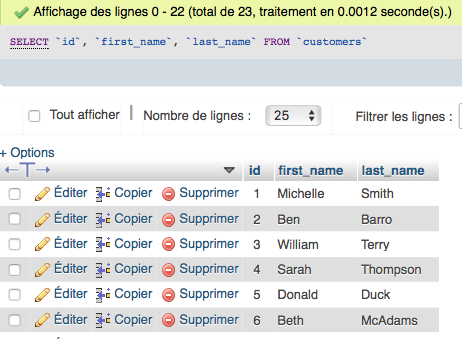 Affichage des lignes 0 - 22 (total de 23, traitement en 0.0012 seconde(s).)
SELECT `id`, `first_name`, `last_name` FROM `customers`
Tout afficher | Nombre de lignes : 25 Filtrer les lignes :
+ Options
←T→ id first_name last_name
Éditer Copier Supprimer 1 Michelle Smith
Éditer Copier Supprimer 2 Ben Barro
Éditer Copier Supprimer 3 William Terry
Éditer Copier Supprimer 4 Sarah Thompson
Éditer Copier Supprimer 5 Donald Duck
Éditer Copier Supprimer 6 Beth McAdams